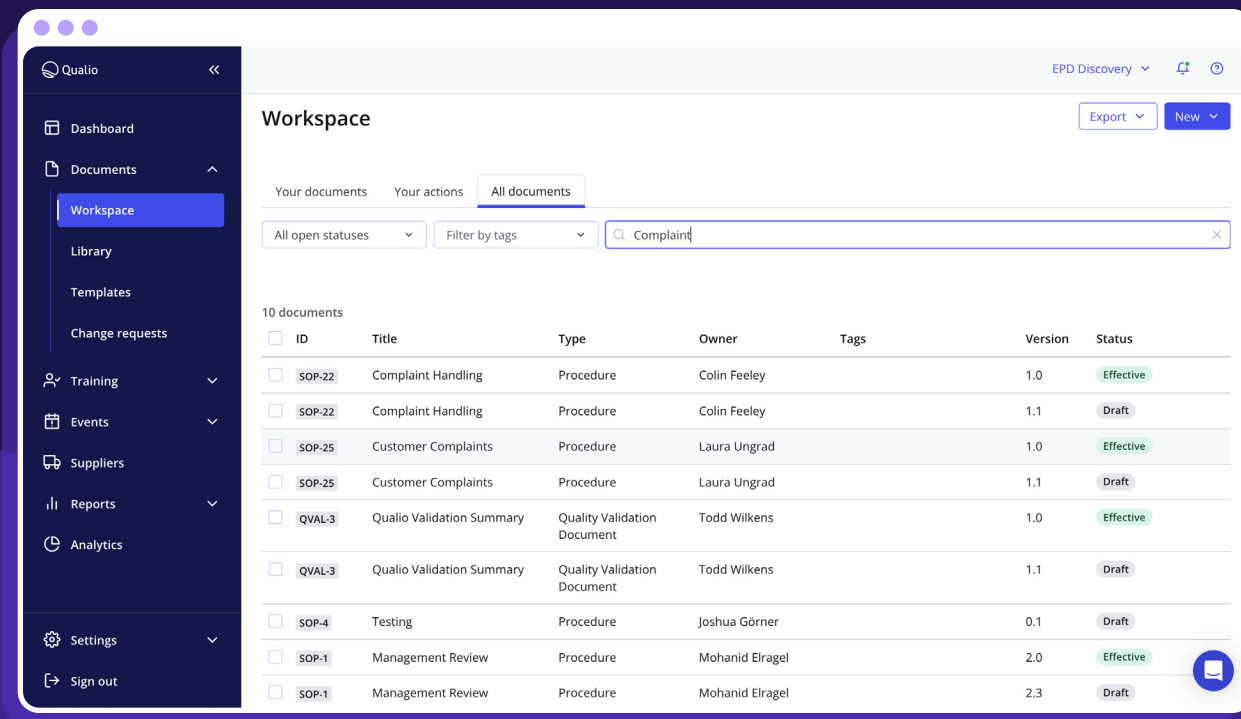 Qualio
EPD Discovery
Dashboard
Documents
Workspace
Library
Templates
Change requests
Training
Events
Suppliers
Reports
Analytics
Settings
Sign out
Workspace
Export
New
Your documents Your actions All documents
All open statuses Filter by tags Complaint
10 documents
ID Title Type Owner Tags Version Status
SOP-22 Complaint Handling Procedure Colin Feeley 1.0 Effective
SOP-22 Complaint Handling Procedure Colin Feeley 1.1 Draft
SOP-25 Customer Complaints Procedure Laura Ungrad 1.0 Effective
SOP-25 Customer Complaints Procedure Laura Ungrad 1.1 Draft
QVAL-3 Qualio Validation Summary Quality Validation Todd Wilkens 1.0 Effective
Document
QVAL-3 Qualio Validation Summary Quality Validation Todd Wilkens 1.1 Draft
Document
SOP-4 Testing Procedure Joshua Görner 0.1 Draft
SOP-1 Management Review Procedure Mohanid Elragel 2.0 Effective
SOP-1 Management Review Procedure Mohanid Elragel 2.3 Draft